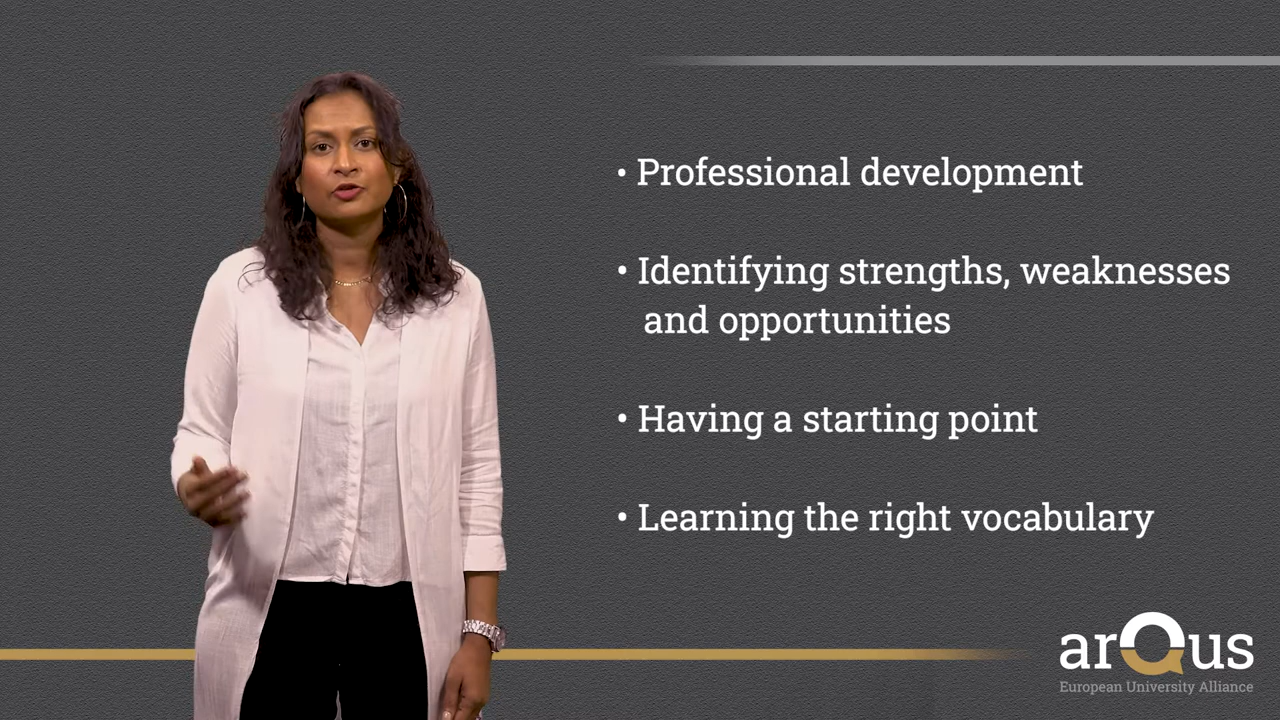 • Professional development
• Identifying strengths, weaknesses
and opportunities
• Having a starting point
• Learning the right vocabulary
arQus
European University Alliance